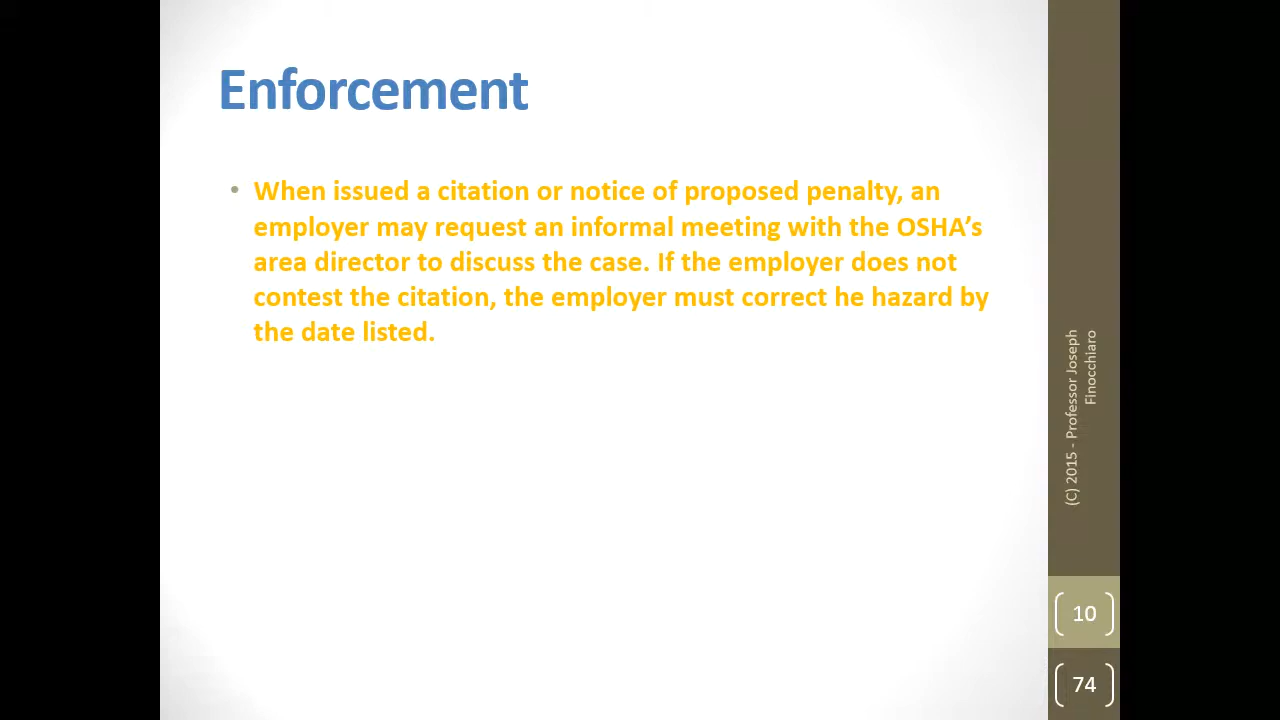 Enforcement
• When issued a citation or notice of proposed penalty, an
employer may request an informal meeting with the OSHA’s
area director to discuss the case. If the employer does not
contest the citation, the employer must correct he hazard by
the date listed.
(C) 2015 - Professor Joseph
Finocchiaro
10
74